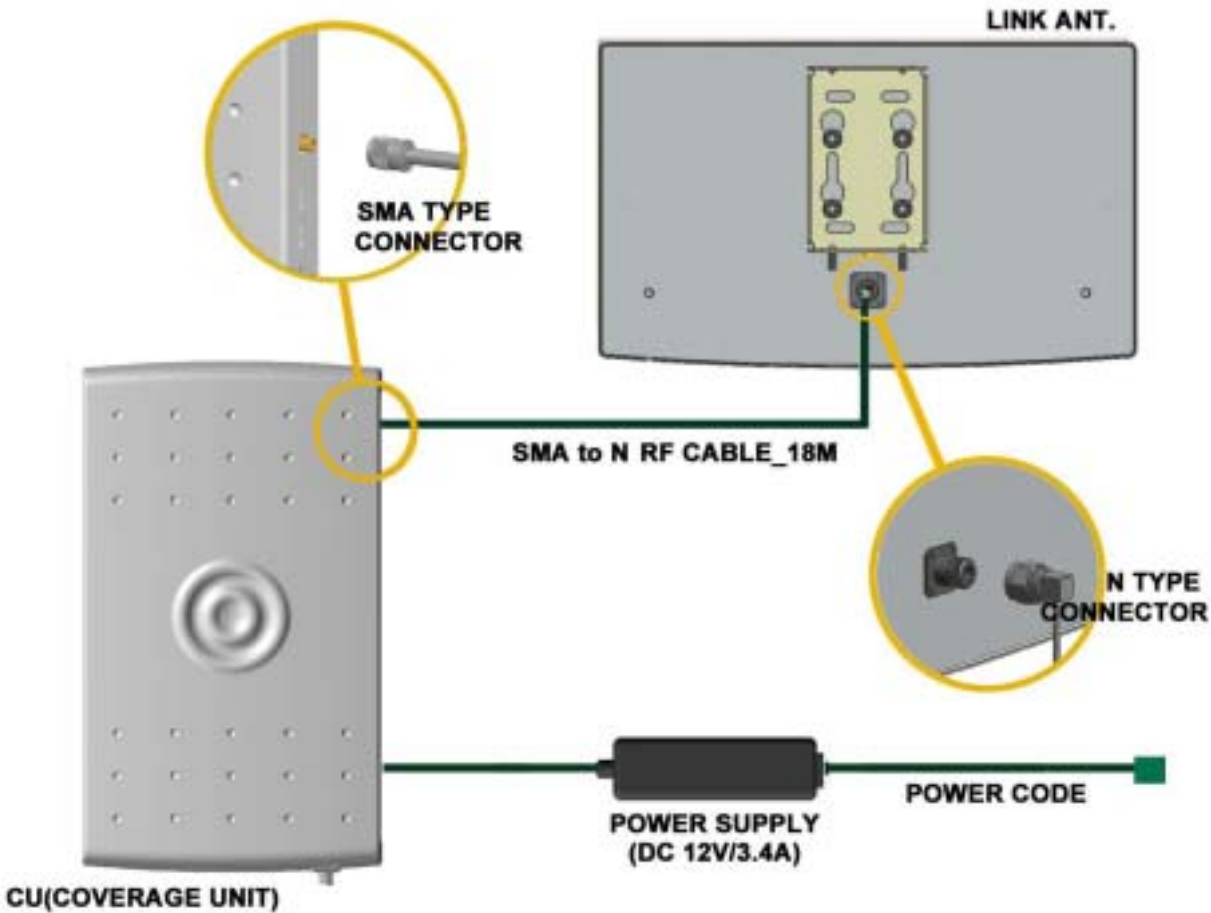 LINK ANT.
SMA TYPE
CONNECTOR
SMA to N RF CABLE_18M
N TYPE
CONNECTOR
POWER CODE
POWER SUPPLY
(DC 12V/3.4A)
CU(COVERAGE UNIT)